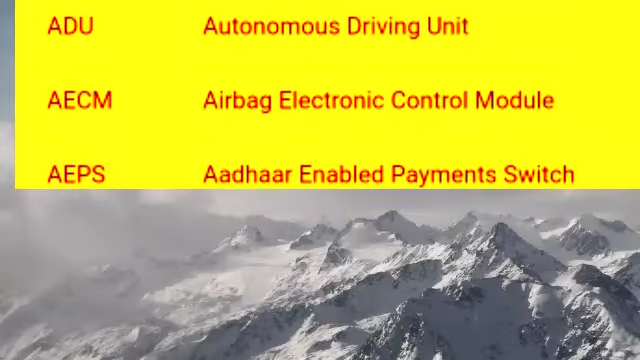 ADU Autonomous Driving Unit
AECM Airbag Electronic Control Module
AEPS Aadhaar Enabled Payments Switch